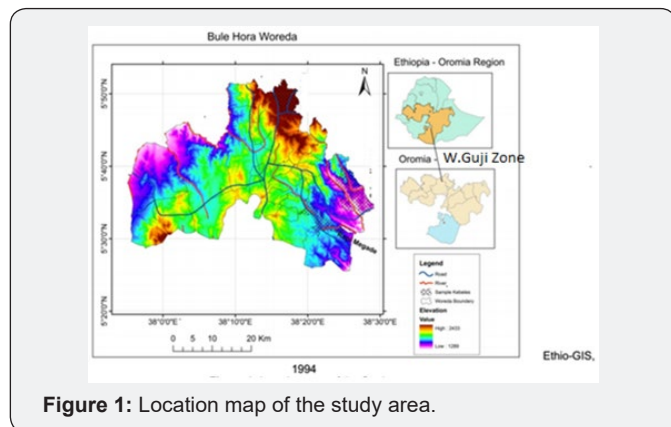 Bule Hora Woreda
Ethiopia - Oromia Region
N
Oromia - W.Guji Zone
5°50'0"N
5°40'0"N
5°30'0"N
5°20'0"N
Megada
Legend
Road
River
Sample Kebeles
Woreda Boundary
Elevation
Value
High :
Low :
38°0'0"E
38°10'0"E
38°20'0"E
38°30'0"E
0 5 10 20 Km
1994
Ethio-GIS,
Figure 1: Location map of the study area.